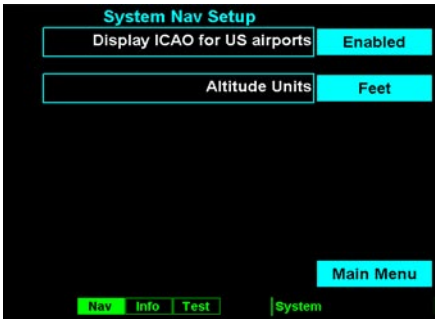 System Nav Setup
Display ICAO for US airports Enabled
Altitude Units Feet
Main Menu
Nav Info Test System